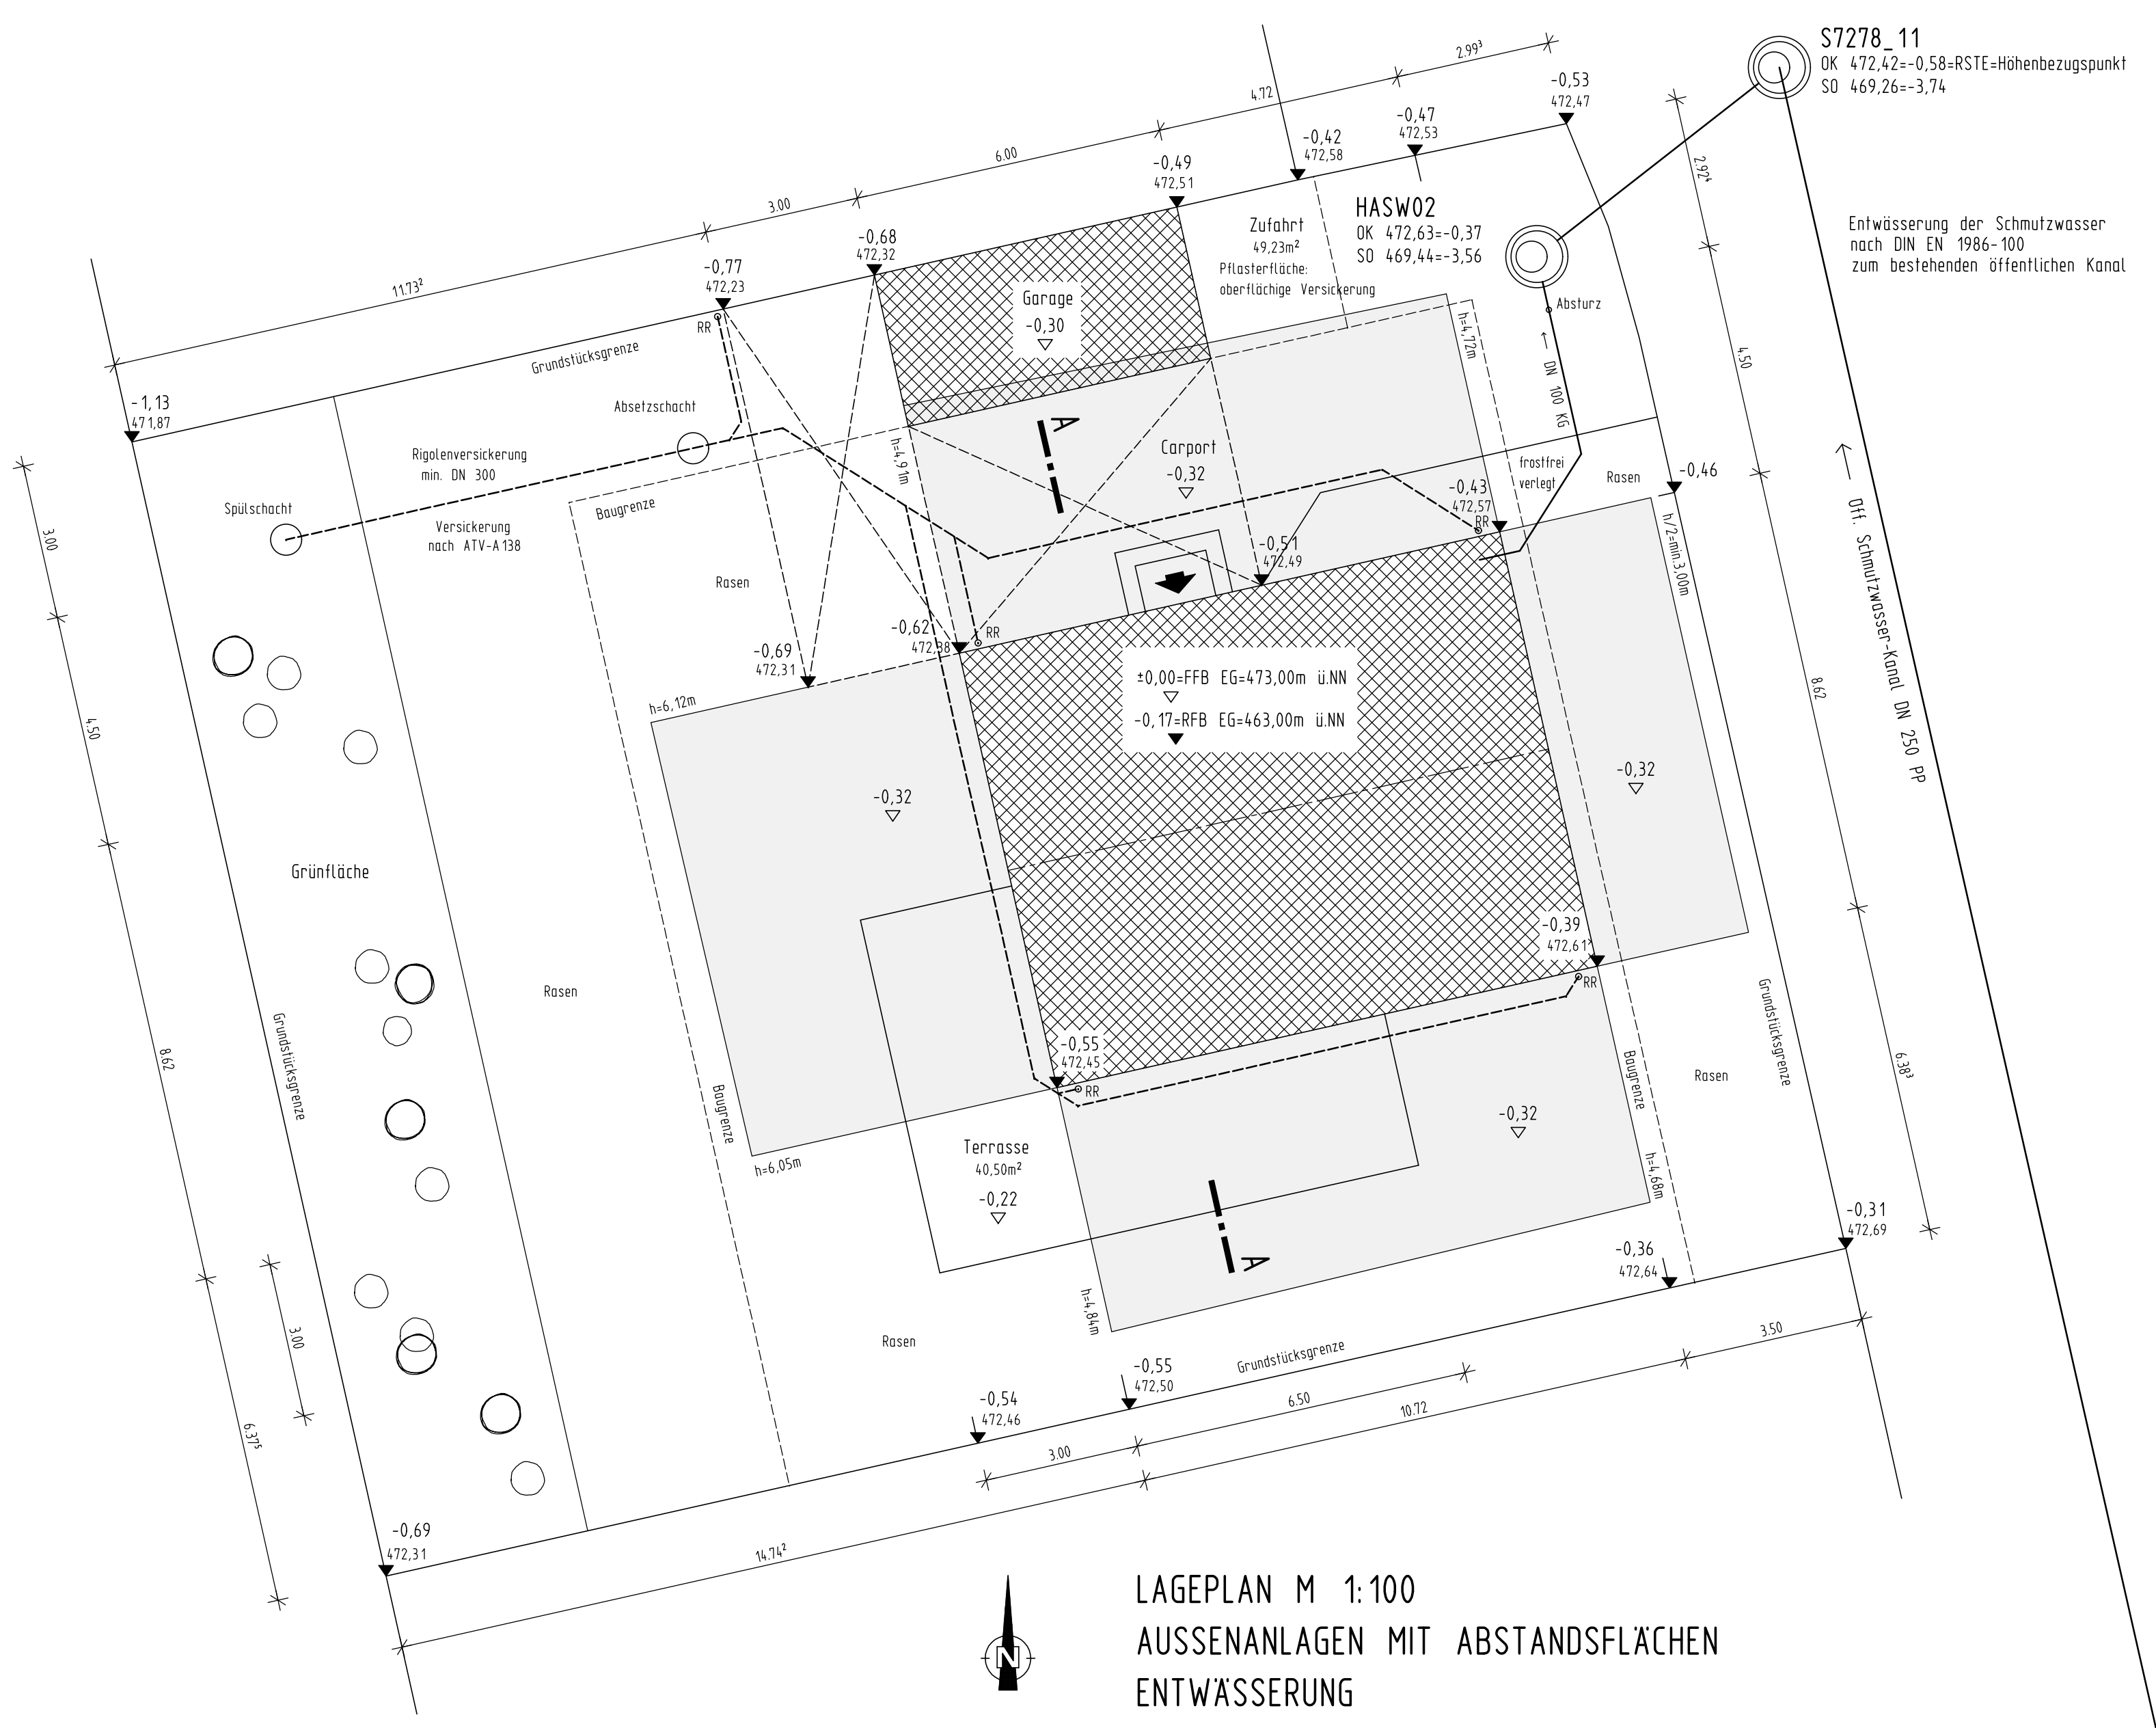 S7278_11
OK 472,42=-0,58=RSTE=Höhenbezugspunkt
SO 469,26=-3,74
2.99³
4.72
6.00
3.00
11.73²
-0,53
472,47
-0,47
472,53
-0,42
472,58
-0,49
472,51
-0,68
472,32
-0,77
472,23
-1,13
471,87
2.92⁴
4.50
8.62
6.38³
Entwässerung der Schmutzwasser
nach DIN EN 1986-100
zum bestehenden öffentlichen Kanal
HASW02
OK 472,63=-0,37
SO 469,44=-3,56
Zufahrt
49,23m²
Pflasterfläche:
oberflächige Versickerung
Garage
-0,30
RR
Grundstücksgrenze
Absetzschacht
Absturz
DN 100 KG
h=4,72m
h=4,91m
Rigolenversickerung
min. DN 300
Spülschacht
Versickerung
nach ATV-A138
Baugrenze
A
Carport
-0,32
frostfrei
verlegt
Rasen
-0,46
-0,43
472,57
RR
h/2=min.3,00m
Öff. Schmutzwasser-Kanal DN 250 PP
Rasen
-0,51
472,49
-0,62
472,38
RR
-0,69
472,31
h=6,12m
±0,00=FFB EG=473,00m ü.NN
-0,17=RFB EG=463,00m ü.NN
-0,32
-0,32
3.00
4.50
8.62
6.37⁵
3.00
Grünfläche
Rasen
-0,39
472,61
RR
Grundstücksgrenze
Grundstücksgrenze
-0,55
472,45
RR
Baugrenze
Baugrenze
Rasen
-0,32
Terrasse
40,50m²
-0,22
h=6,05m
h=4,68m
h=4,84m
A
-0,31
472,69
-0,36
472,64
Rasen
Grundstücksgrenze
-0,55
472,50
-0,54
472,46
3.50
6.50
10.72
3.00
14.74²
-0,69
472,31
N
LAGEPLAN M 1:100
AUSSENANLAGEN MIT ABSTANDSFLÄCHEN
ENTWÄSSERUNG